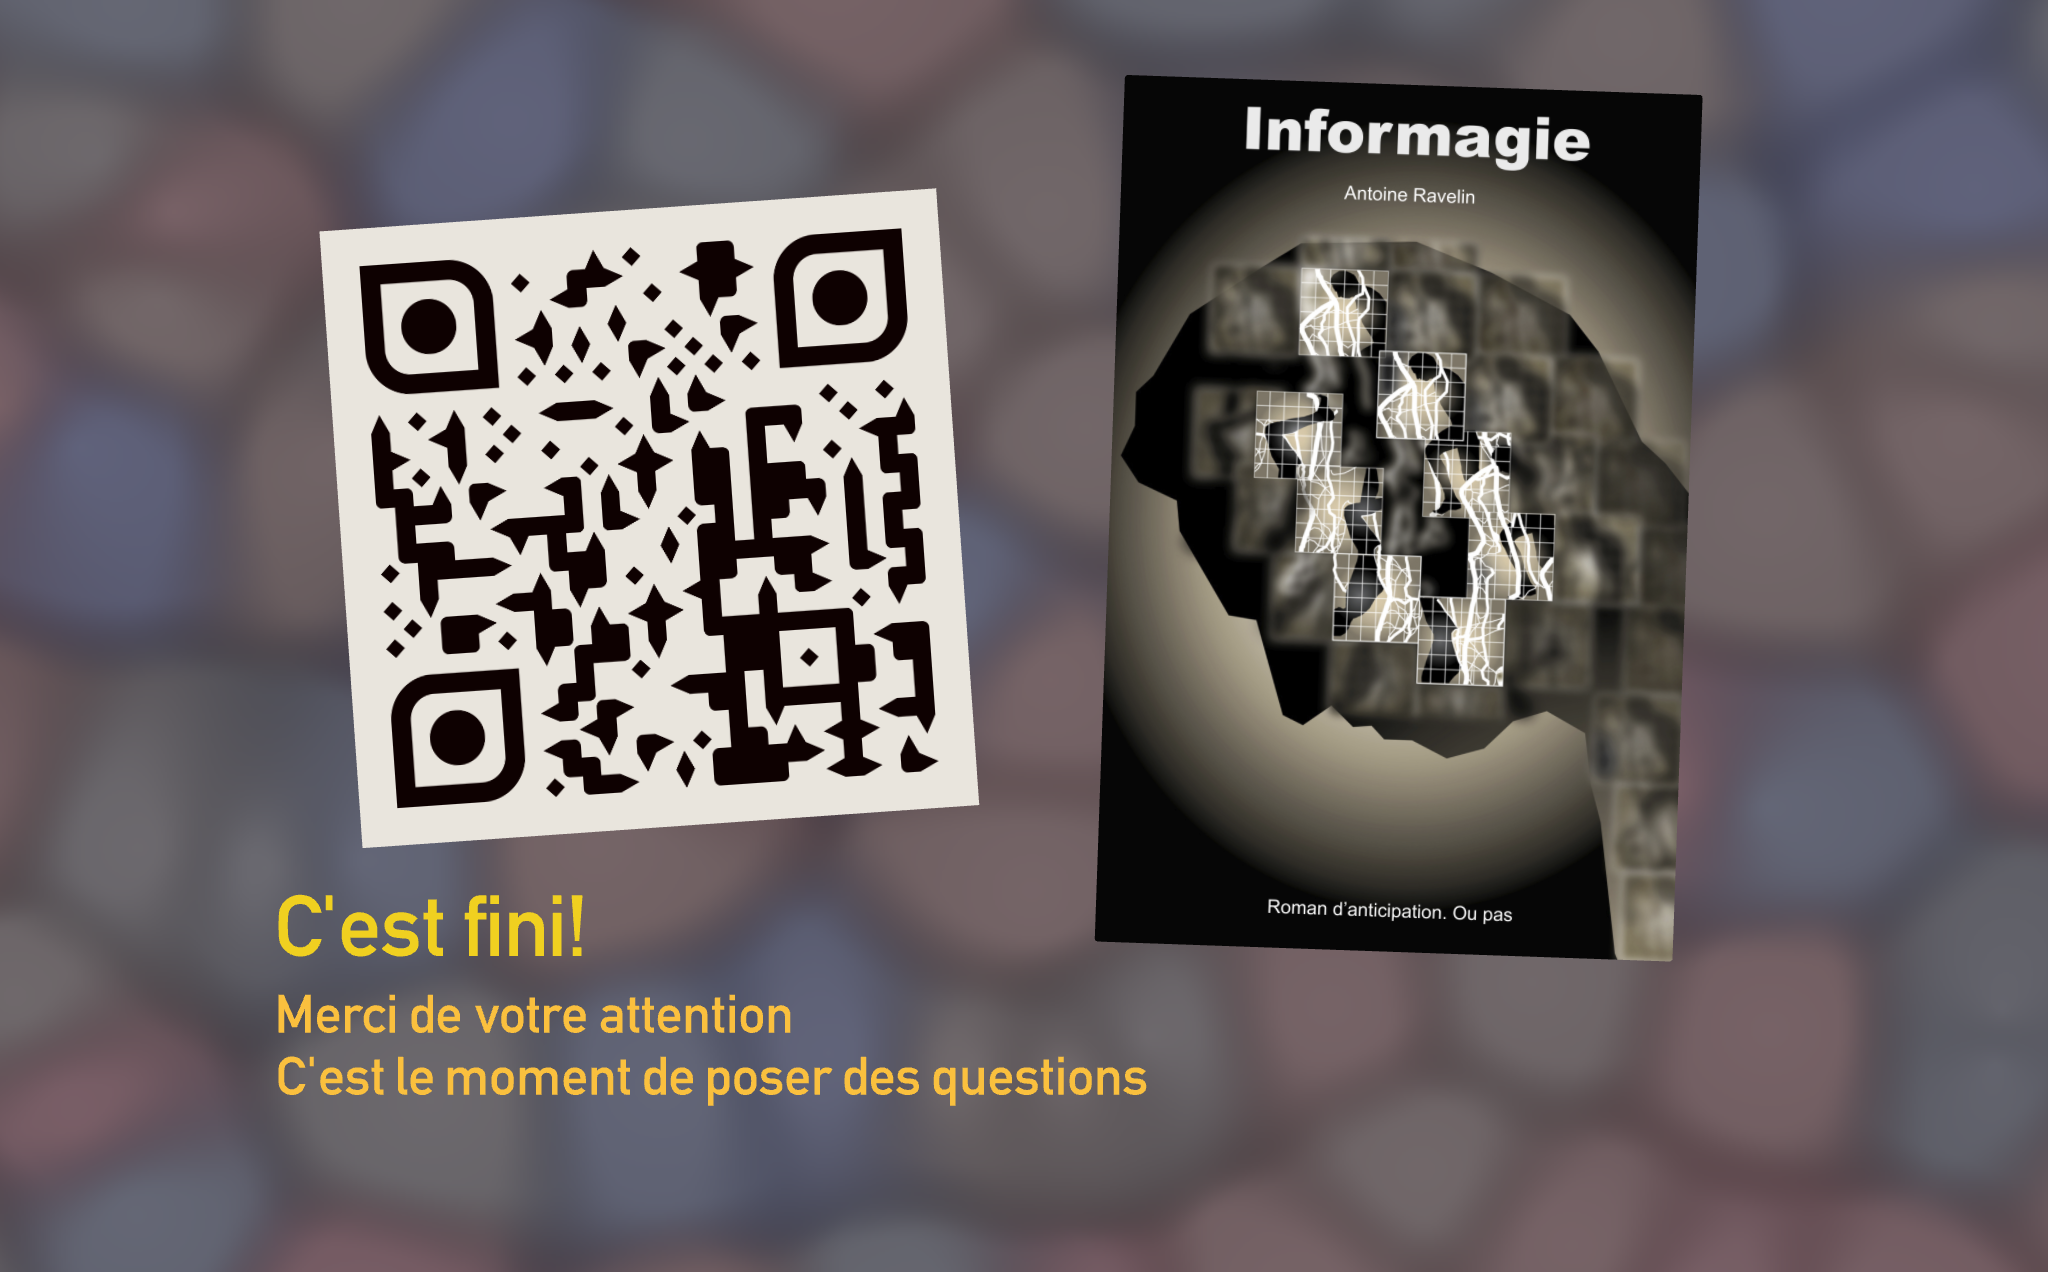 Informagie
Antoine Ravelin
Roman d’anticipation. Ou pas
C'est fini!
Merci de votre attention
C'est le moment de poser des questions